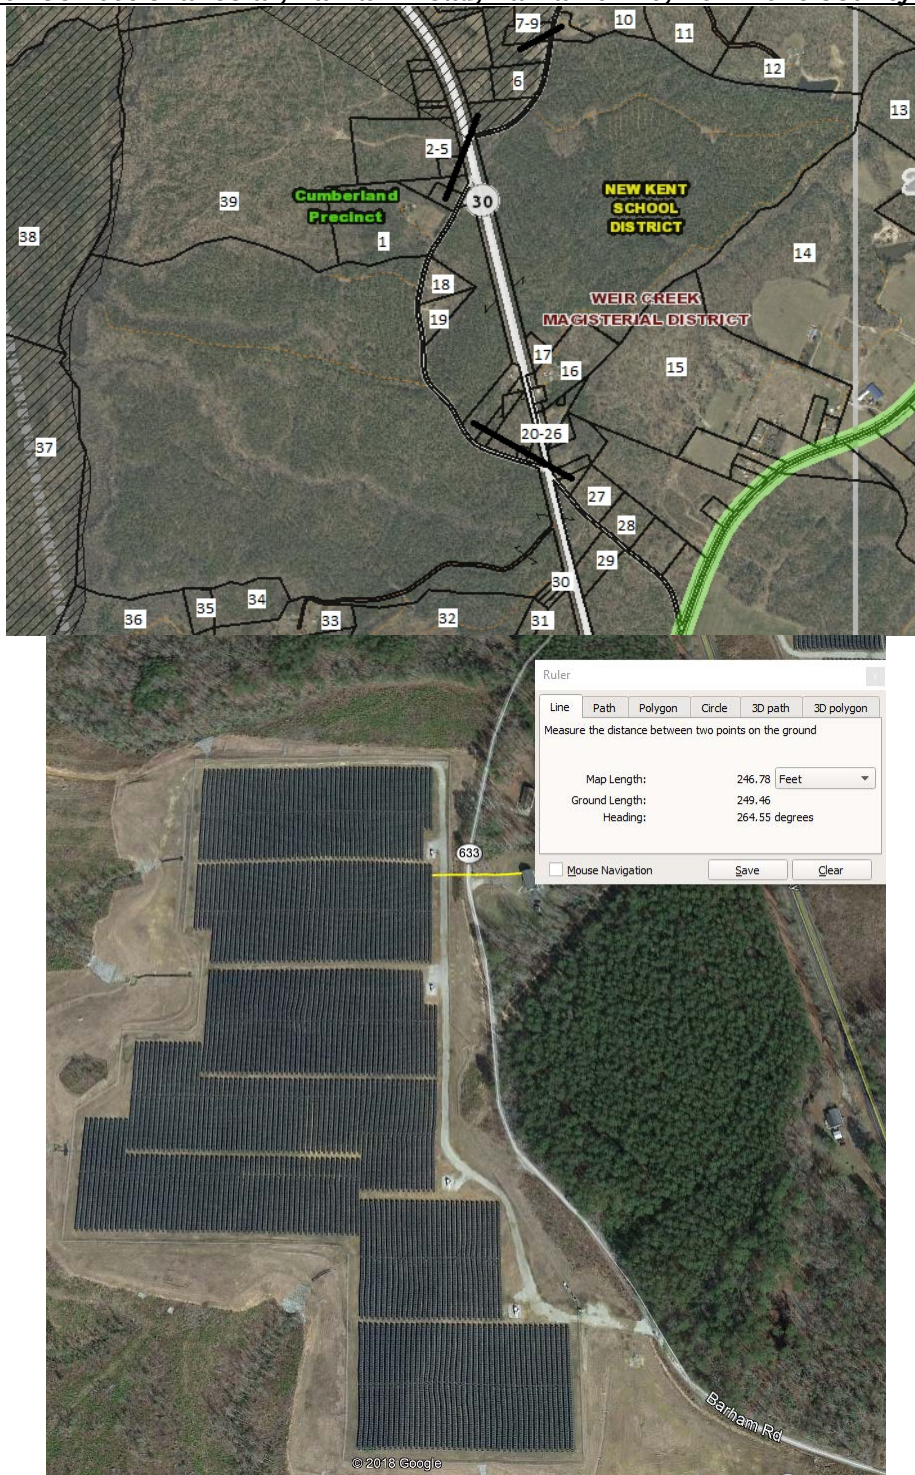 7-9
10
11
12
6
13
2-5
39
Cumberland
Precinct
30
NEW KENT
SCHOOL
DISTRICT
38
1
14
18
WEIR CREEK
MAGISTERIAL DISTRICT
19
17
16
15
20-26
37
27
28
29
30
34
35
36
33
32
31
Ruler
Line Path Polygon Circle 3D path 3D polygon
Measure the distance between two points on the ground
Map Length: 246.78 Feet
Ground Length: 249.46
Heading: 264.55 degrees
Mouse Navigation Save Clear
633
Barham Rd
© 2018 Google